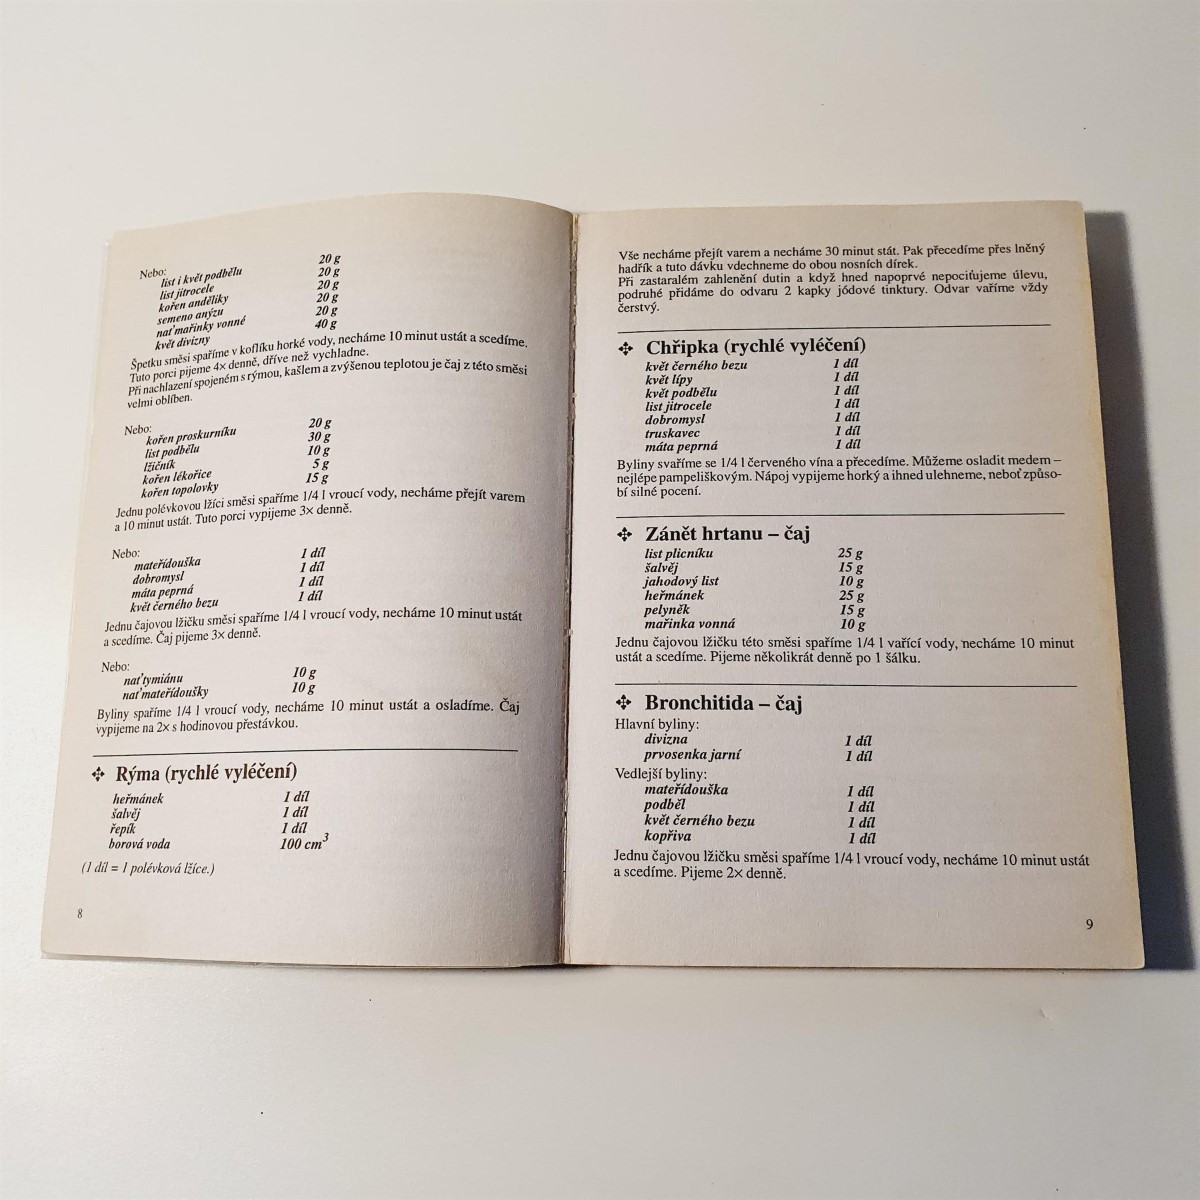 Nebo:
list i květ podbělu 20 g
list jitrocele 20 g
kořen anděliky 20 g
semeno anýzu 20 g
nať mařinky vonné 20 g
květ divizny 40 g
Špetku směsi spaříme v koflíku horké vody, necháme 10 minut ustát a scedíme.
Tuto porci pijeme 4× denně, dříve než vychladne.
Při nachlazení spojeném s rýmou, kašlem a zvýšenou teplotou je čaj z této směsi
velmi oblíben.
Nebo:
kořen proskurníku 20 g
list podbělu 30 g
lžičník 10 g
kořen lékořice 5 g
kořen topolovky 15 g
Jednu polévkovou lžíci směsi spaříme 1/4 l vroucí vody, necháme přejít varem
a 10 minut ustát. Tuto porci vypijeme 3× denně.
Nebo:
mateřídouška 1 díl
dobromysl 1 díl
máta peprná 1 díl
květ černého bezu 1 díl
Jednu čajovou lžičku směsi spaříme 1/4 l vroucí vody, necháme 10 minut ustát
a scedíme. Čaj pijeme 3× denně.
Nebo:
nať tymiánu 10 g
nať mateřídoušky 10 g
Byliny spaříme 1/4 l vroucí vody, necháme 10 minut ustát a osladíme. Čaj
vypijeme na 2× s hodinovou přestávkou.
Rýma (rychlé vyléčení)
heřmánek 1 díl
šalvěj 1 díl
řepík 1 díl
borová voda 100 cm³
(1 díl = 1 polévková lžíce.)
8
Vše necháme přejít varem a necháme 30 minut stát. Pak přecedíme přes lněný
hadřík a tuto dávku vdechneme do obou nosních dírek.
Při zastaralém zahlenění dutin a když hned napoprvé nepociťujeme úlevu,
podruhé přidáme do odvaru 2 kapky jódové tinktury. Odvar vaříme vždy
čerstvý.
Chřipka (rychlé vyléčení)
květ černého bezu 1 díl
květ lípy 1 díl
květ podbělu 1 díl
list jitrocele 1 díl
dobromysl 1 díl
truskavec 1 díl
máta peprná 1 díl
Byliny svaříme se 1/4 l červeného vína a přecedíme. Můžeme osladit medem –
nejlépe pampeliškovým. Nápoj vypijeme horký a ihned ulehneme, neboť způso-
bí silné pocení.
Zánět hrtanu – čaj
list plicníku 25 g
šalvěj 15 g
jahodový list 10 g
heřmánek 25 g
pelyněk 15 g
mařinka vonná 10 g
Jednu čajovou lžičku této směsi spaříme 1/4 l vařící vody, necháme 10 minut
ustát a scedíme. Pijeme několikrát denně po 1 šálku.
Bronchitida – čaj
Hlavní byliny:
divizna 1 díl
prvosenka jarní 1 díl
Vedlejší byliny:
mateřídouška 1 díl
podběl 1 díl
květ černého bezu 1 díl
kopřiva 1 díl
Jednu čajovou lžičku směsi spaříme 1/4 l vroucí vody, necháme 10 minut ustát
a scedíme. Pijeme 2× denně.
9